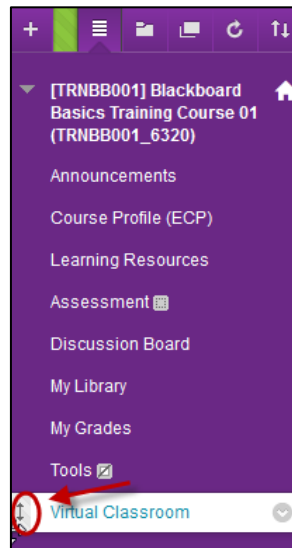 [TRNBB001] Blackboard
Basics Training Course 01
(TRNBB001_6320)
Announcements
Course Profile (ECP)
Learning Resources
Assessment
Discussion Board
My Library
My Grades
Tools
Virtual Classroom